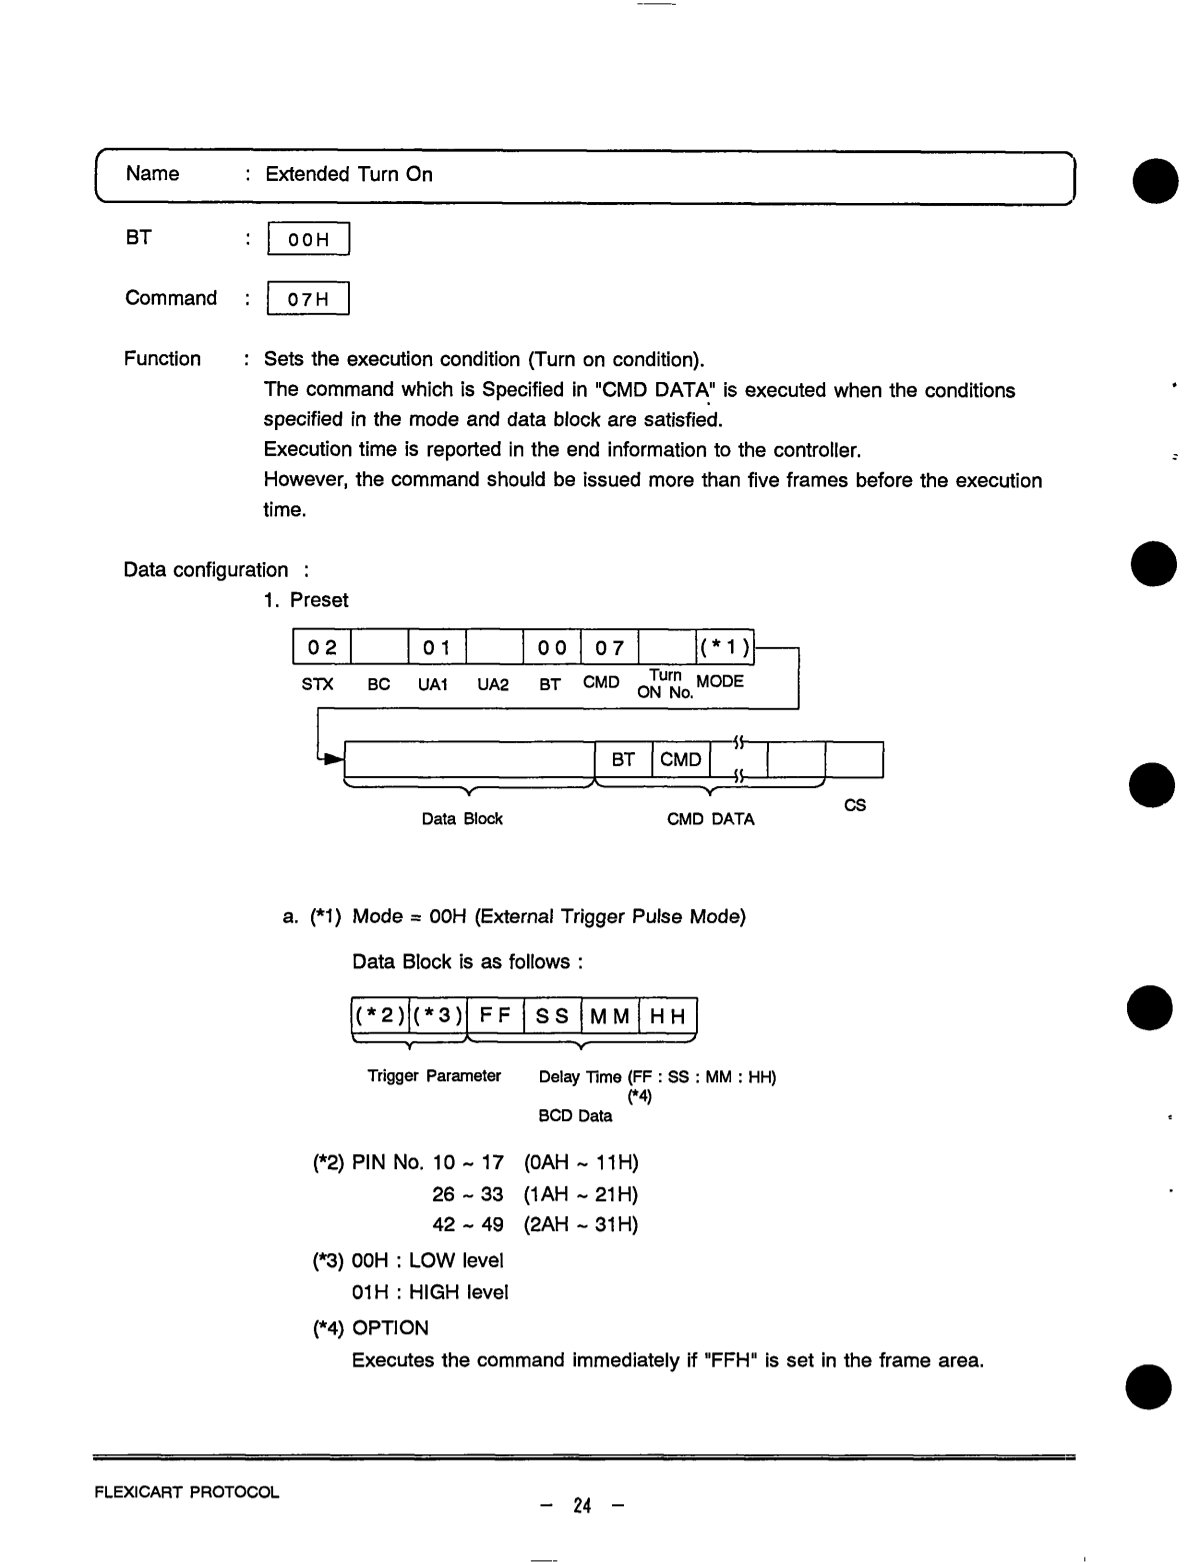 Name : Extended Turn On
BT : 00H
Command : 07H
Function : Sets the execution condition (Turn on condition).
The command which is Specified in "CMD DATA" is executed when the conditions
specified in the mode and data block are satisfied.
Execution time is reported in the end information to the controller.
However, the command should be issued more than five frames before the execution
time.
Data configuration :
1. Preset
02 01 00 07 (*1)
STX BC UA1 UA2 BT CMD Turn ON No. MODE
BT CMD
Data Block CMD DATA CS
a. (*1) Mode = 00H (External Trigger Pulse Mode)
Data Block is as follows :
(*2) (*3) FF SS MM HH
Trigger Parameter Delay Time (FF : SS : MM : HH)
(*4)
BCD Data
(*2) PIN No. 10 ~ 17 (0AH ~ 11H)
26 ~ 33 (1AH ~ 21H)
42 ~ 49 (2AH ~ 31H)
(*3) 00H : LOW level
01H : HIGH level
(*4) OPTION
Executes the command immediately if "FFH" is set in the frame area.
FLEXICART PROTOCOL
– 24 –